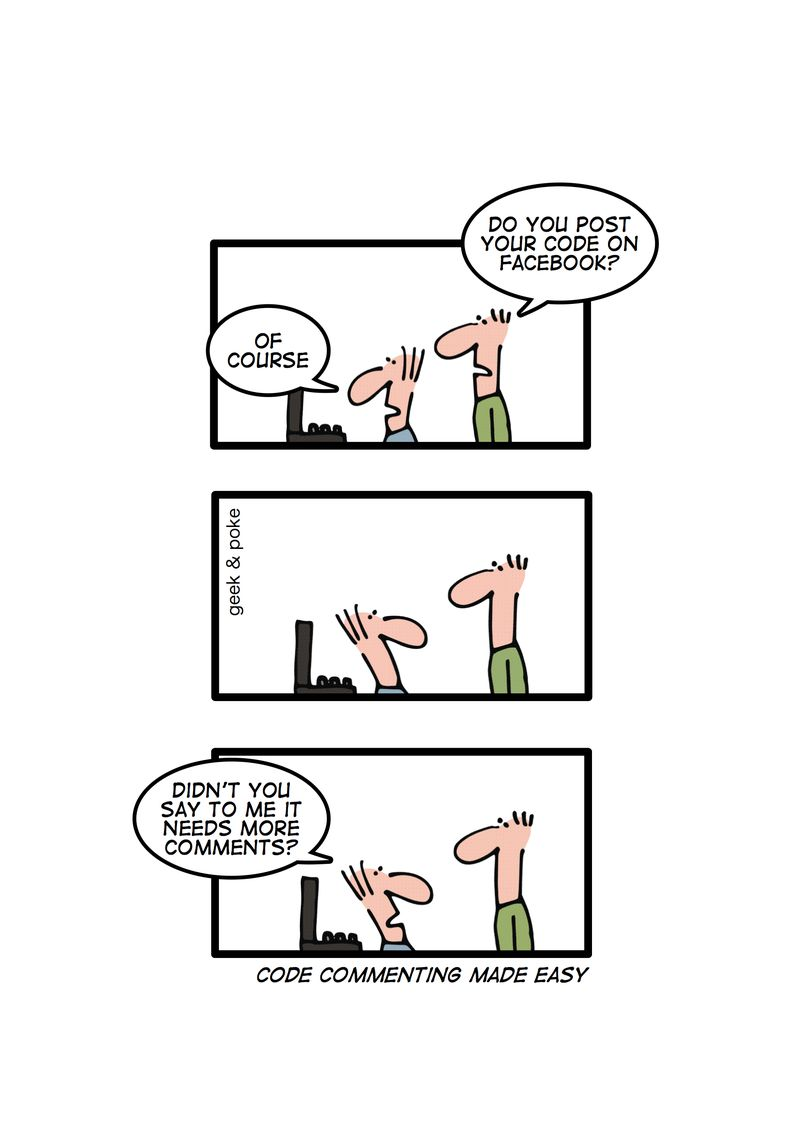 DO YOU POST
YOUR CODE ON
FACEBOOK?
OF
COURSE
geek & poke
DIDN'T YOU
SAY TO ME IT
NEEDS MORE
COMMENTS?
CODE COMMENTING MADE EASY